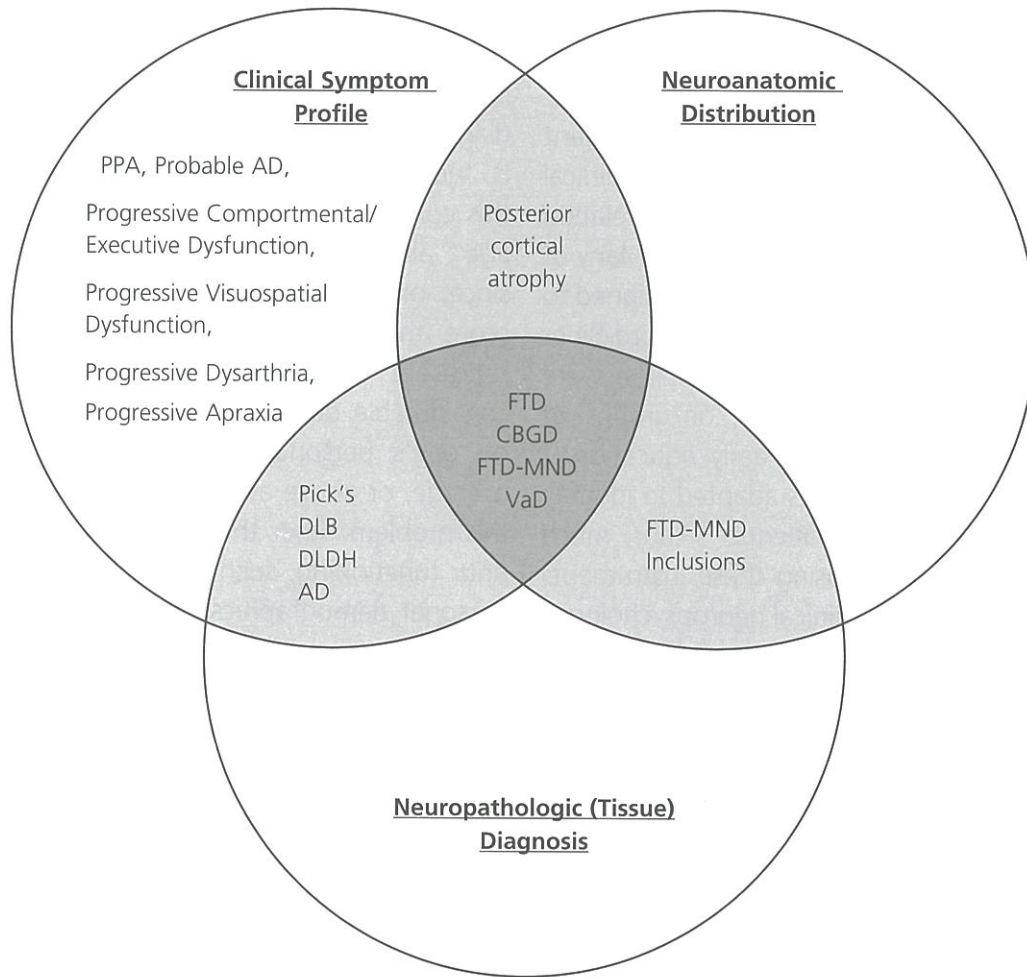 Clinical Symptom
Profile
PPA, Probable AD,
Progressive Comportmental/
Executive Dysfunction,
Progressive Visuospatial
Dysfunction,
Progressive Dysarthria,
Progressive Apraxia
Neuroanatomic
Distribution
Posterior
cortical
atrophy
FTD
CBGD
FTD-MND
VaD
Pick's
DLB
DLDH
AD
FTD-MND
Inclusions
Neuropathologic (Tissue)
Diagnosis